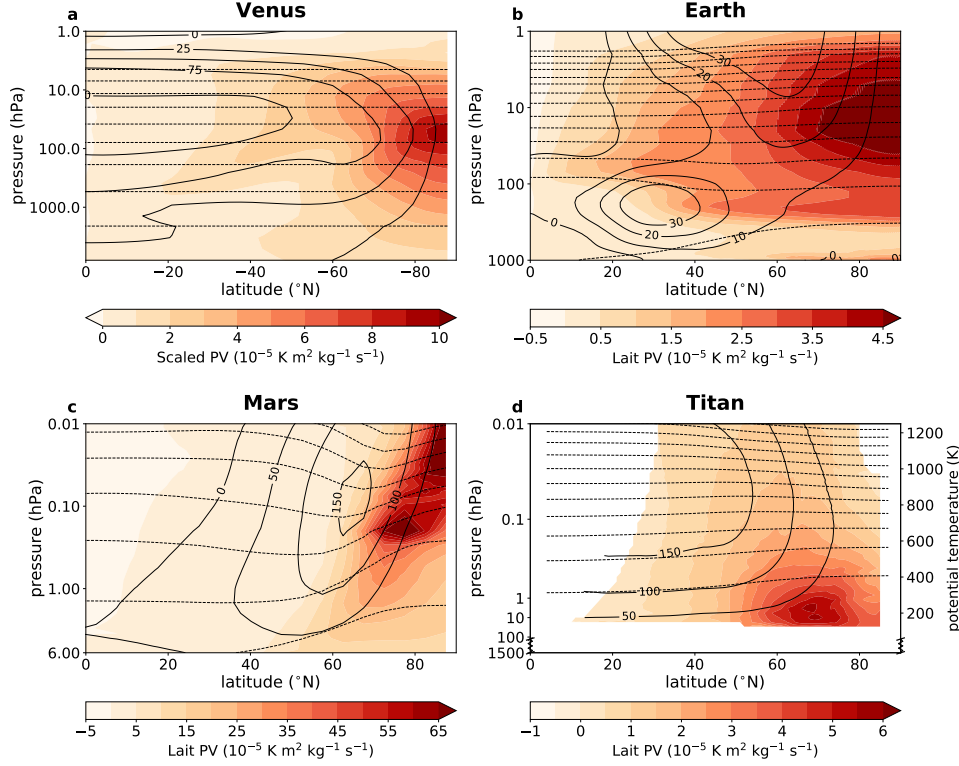 a Venus
1.0
10.0
100.0
1000.0
pressure (hPa)
0
25
75
0 −20 −40 −60 −80
latitude (°N)
0 2 4 6 8 10
Scaled PV (10⁻⁵ K m² kg⁻¹ s⁻¹)
b Earth
1
10
100
1000
pressure (hPa)
30
20
30
20
10
0
0
0
0 20 40 60 80
latitude (°N)
−0.5 0.5 1.5 2.5 3.5 4.5
Lait PV (10⁻⁵ K m² kg⁻¹ s⁻¹)
c Mars
0.01
0.10
1.00
6.00
pressure (hPa)
0
50
150
100
0 20 40 60 80
latitude (°N)
−5 5 15 25 35 45 55 65
Lait PV (10⁻⁵ K m² kg⁻¹ s⁻¹)
d Titan
0.01
0.1
1
10
100
1500
pressure (hPa)
150
100
50
1200
1000
800
600
400
200
potential temperature (K)
0 20 40 60 80
latitude (°N)
−1 0 1 2 3 4 5 6
Lait PV (10⁻⁵ K m² kg⁻¹ s⁻¹)